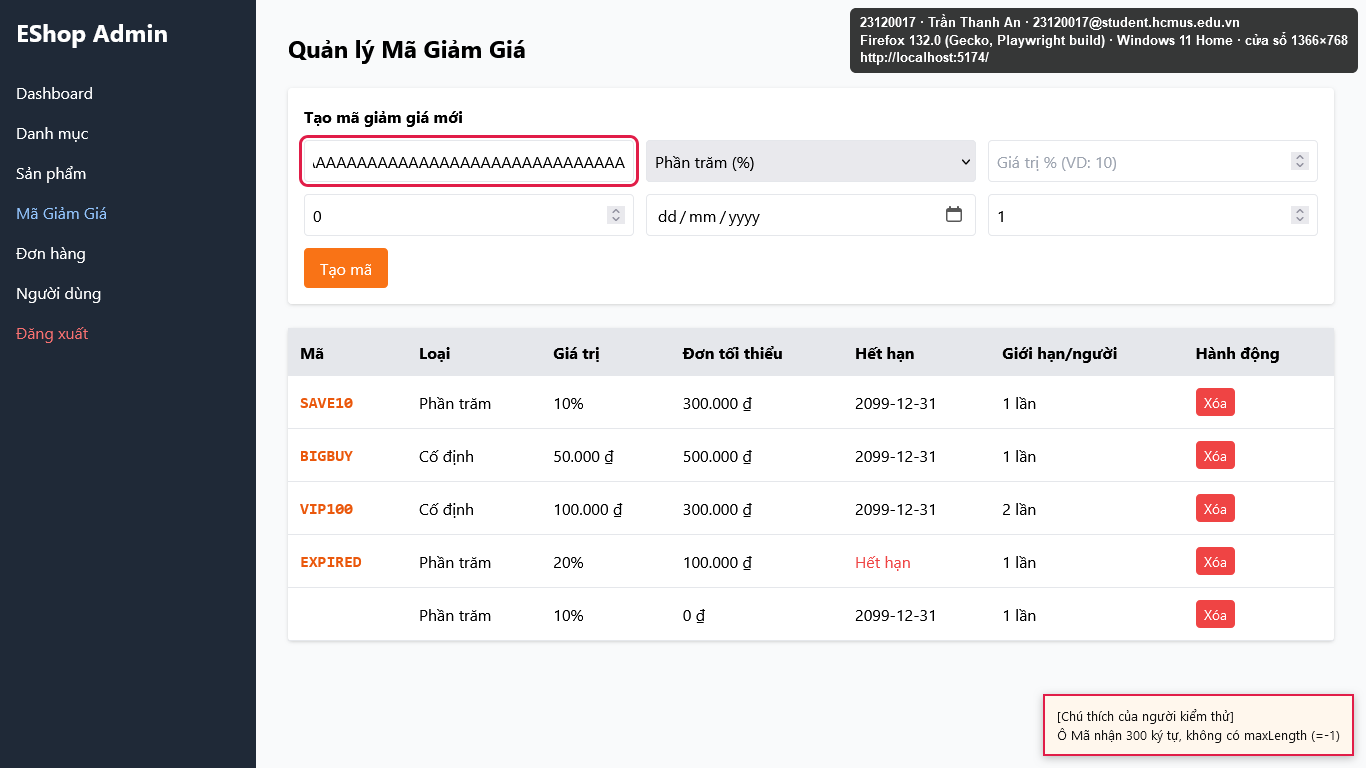 EShop Admin
Dashboard
Danh mục
Sản phẩm
Mã Giảm Giá
Đơn hàng
Người dùng
Đăng xuất
Quản lý Mã Giảm Giá
23120017 · Trần Thanh An · 23120017@student.hcmus.edu.vn
Firefox 132.0 (Gecko, Playwright build) · Windows 11 Home · cửa sổ 1366×768
http://localhost:5174/
Tạo mã giảm giá mới
AAAAAAAAAAAAAAAAAAAAAAAAAAAAAA Phần trăm (%) Giá trị % (VD: 10)
0 dd/mm/yyyy 1
Tạo mã
Mã Loại Giá trị Đơn tối thiểu Hết hạn Giới hạn/người Hành động
SAVE10 Phần trăm 10% 300.000 ₫ 2099-12-31 1 lần Xóa
BIGBUY Cố định 50.000 ₫ 500.000 ₫ 2099-12-31 1 lần Xóa
VIP100 Cố định 100.000 ₫ 300.000 ₫ 2099-12-31 2 lần Xóa
EXPIRED Phần trăm 20% 100.000 ₫ Hết hạn 1 lần Xóa
Phần trăm 10% 0 ₫ 2099-12-31 1 lần Xóa
[Chú thích của người kiểm thử]
Ô Mã nhận 300 ký tự, không có maxLength (=-1)